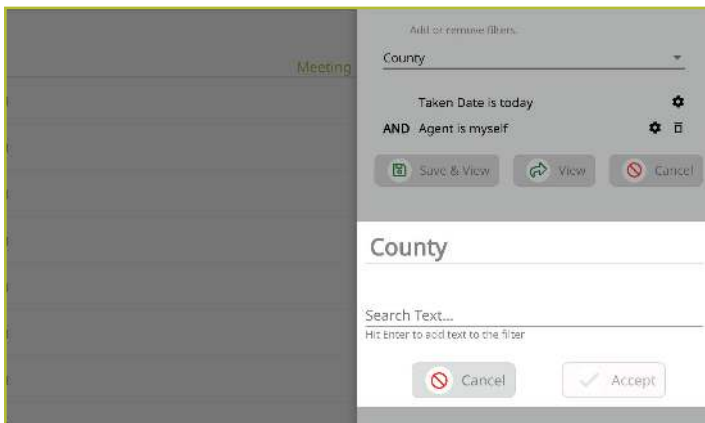 Add or remove filters.
County
Meeting
Taken Date is today
AND Agent is myself
Save & View
View
Cancel
County
Search Text...
Hit Enter to add text to the filter
Cancel
Accept